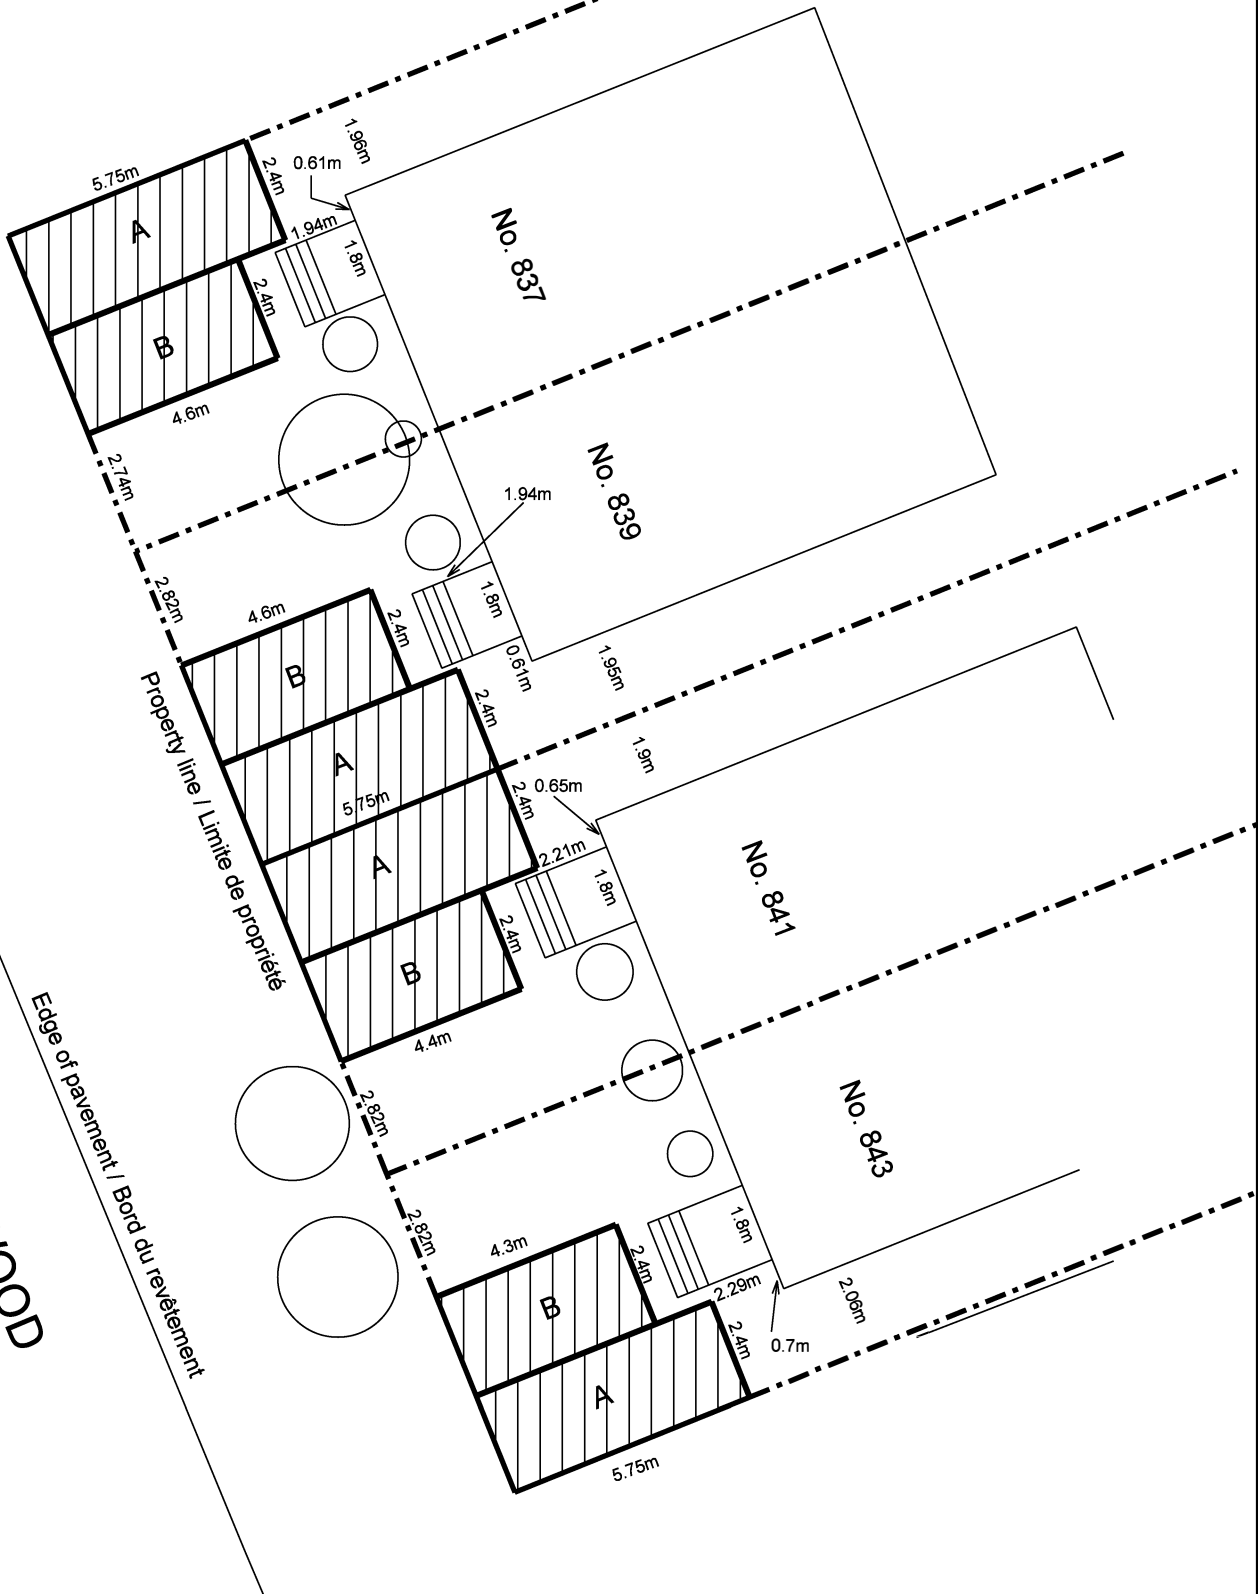 1.96m
0.61m
5.75m
2.4m
A
1.94m
1.8m
No. 837
2.4m
B
4.6m
2.74m
No. 839
1.94m
2.82m
4.6m
2.4m
1.8m
B
0.61m
1.95m
2.4m
A
1.9m
5.75m
0.65m
2.4m
Property line / Limite de propriété
A
2.21m
1.8m
No. 841
2.4m
B
4.4m
Edge of pavement / Bord du revêtement
2.82m
No. 843
2.82m
4.3m
2.4m
1.8m
B
2.29m
2.06m
2.4m
0.7m
A
5.75m
OOD